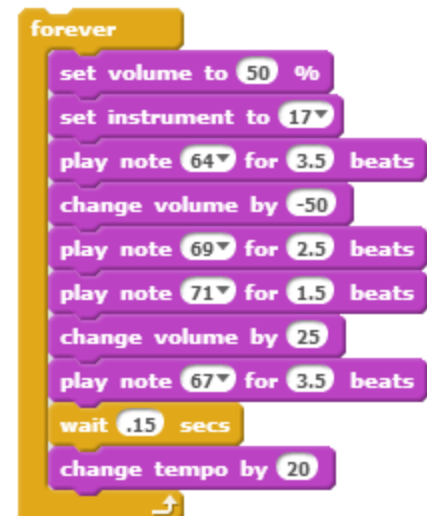 forever
set volume to 50 %
set instrument to 17
play note 64 for 3.5 beats
change volume by -50
play note 69 for 2.5 beats
play note 71 for 1.5 beats
change volume by 25
play note 67 for 3.5 beats
wait .15 secs
change tempo by 20